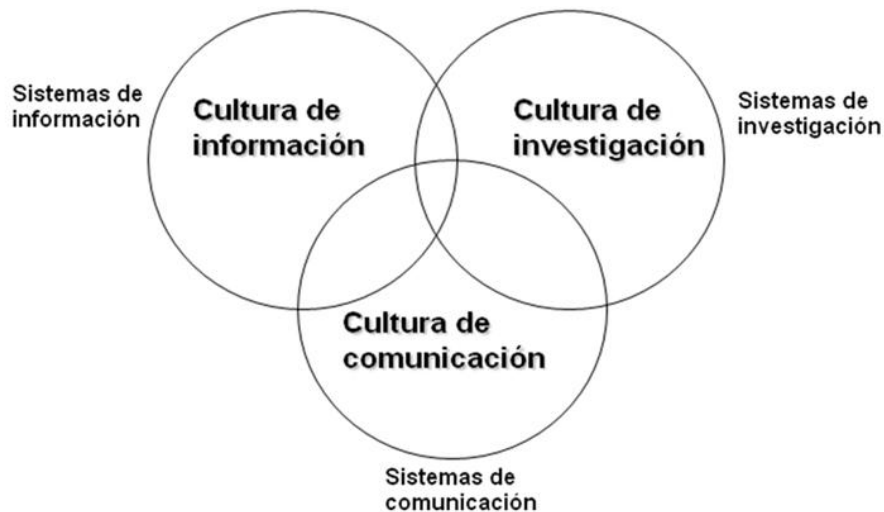 Sistemas de
información
Cultura de
información
Cultura de
investigación
Sistemas de
investigación
Cultura de
comunicación
Sistemas de
comunicación